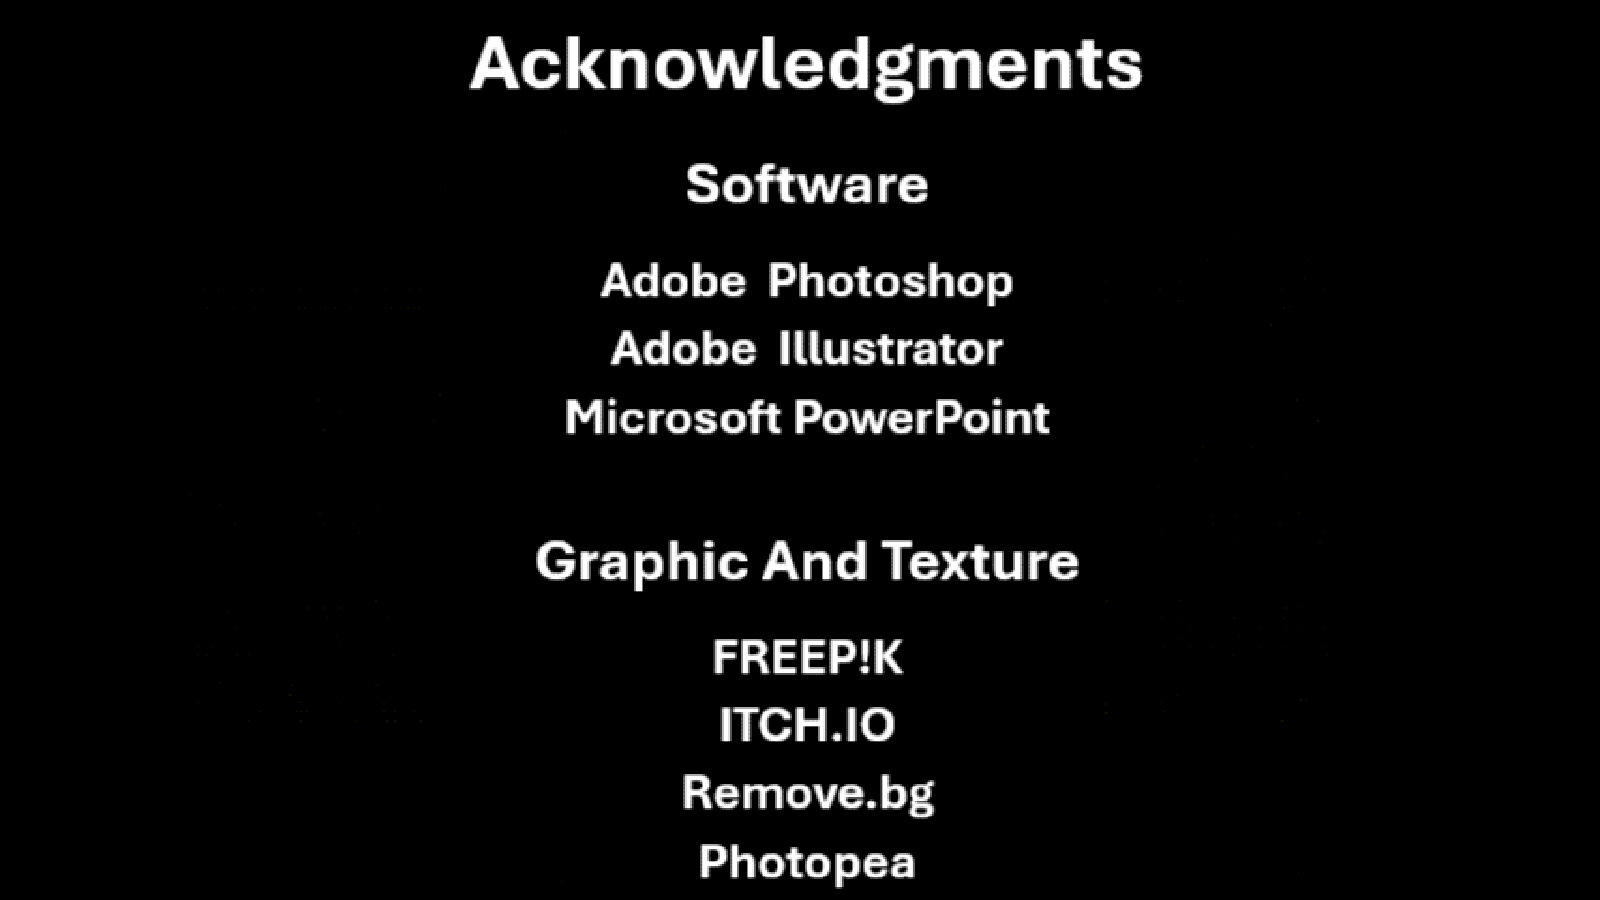 Acknowledgments
Software
Adobe Photoshop
Adobe Illustrator
Microsoft PowerPoint
Graphic And Texture
FREEP!K
ITCH.IO
Remove.bg
Photopea